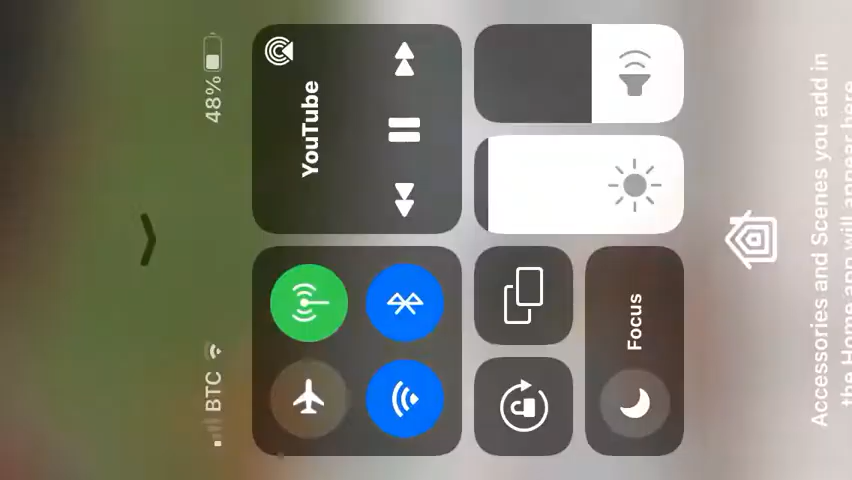 BTC
48%
YouTube
Focus
Accessories and Scenes you add in
the Home app will appear here